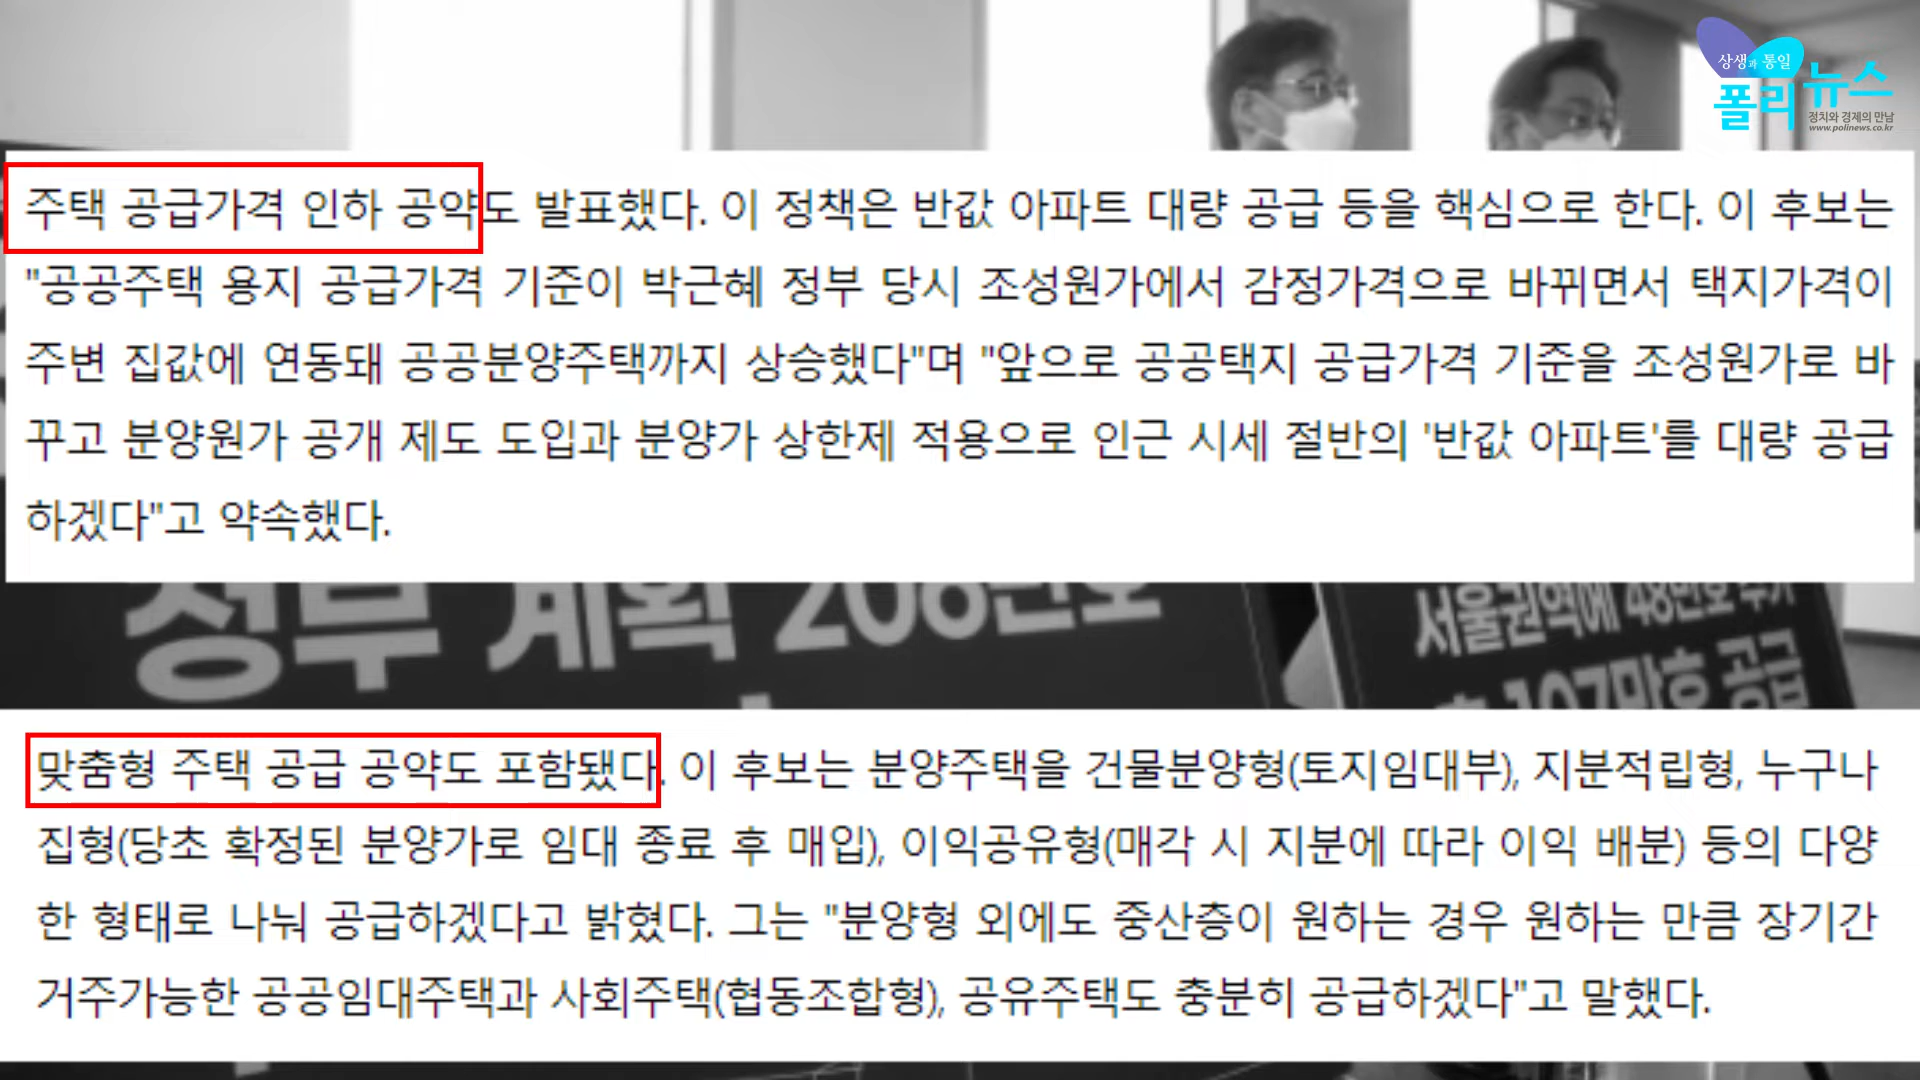 상생과 통일
폴리뉴스
정치와 경제의 만남
www.polinews.co.kr
주택 공급가격 인하 공약도 발표했다. 이 정책은 반값 아파트 대량 공급 등을 핵심으로 한다. 이 후보는
"공공주택 용지 공급가격 기준이 박근혜 정부 당시 조성원가에서 감정가격으로 바뀌면서 택지가격이
주변 집값에 연동돼 공공분양주택까지 상승했다"며 "앞으로 공공택지 공급가격 기준을 조성원가로 바
꾸고 분양원가 공개 제도 도입과 분양가 상한제 적용으로 인근 시세 절반의 '반값 아파트'를 대량 공급
하겠다"고 약속했다.
정부 계획 206만호
서울권역에 48만호 추가
107만호 공급
맞춤형 주택 공급 공약도 포함됐다. 이 후보는 분양주택을 건물분양형(토지임대부), 지분적립형, 누구나
집형(당초 확정된 분양가로 임대 종료 후 매입), 이익공유형(매각 시 지분에 따라 이익 배분) 등의 다양
한 형태로 나눠 공급하겠다고 밝혔다. 그는 "분양형 외에도 중산층이 원하는 경우 원하는 만큼 장기간
거주가능한 공공임대주택과 사회주택(협동조합형), 공유주택도 충분히 공급하겠다"고 말했다.